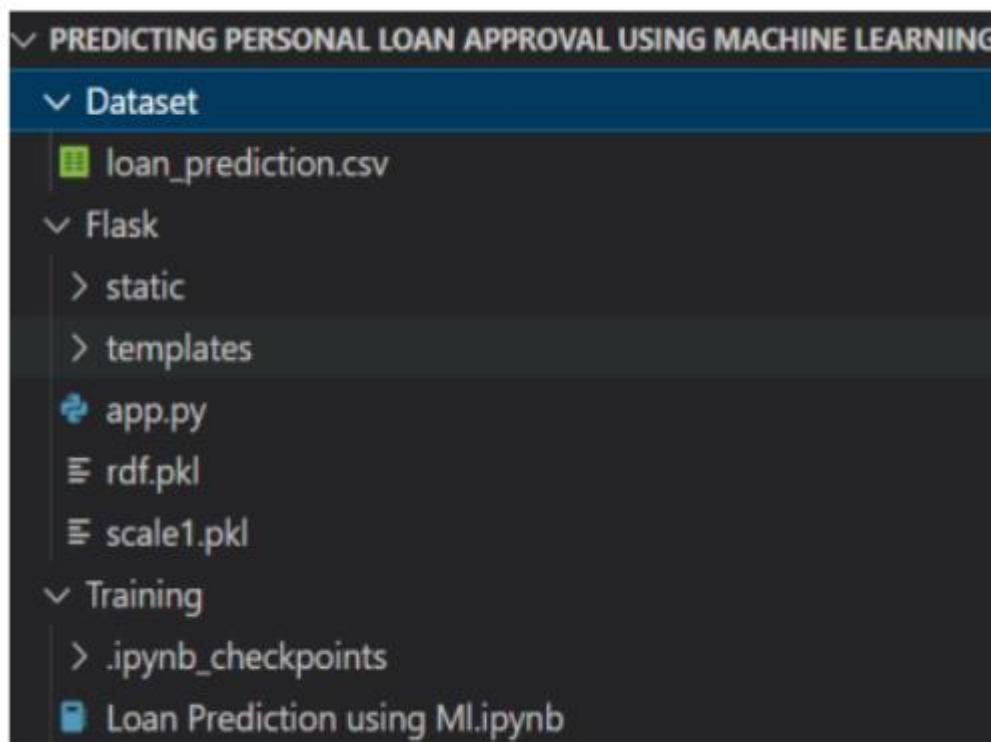 PREDICTING PERSONAL LOAN APPROVAL USING MACHINE LEARNING
Dataset
loan_prediction.csv
Flask
static
templates
app.py
rdf.pkl
scale1.pkl
Training
.ipynb_checkpoints
Loan Prediction using Ml.ipynb